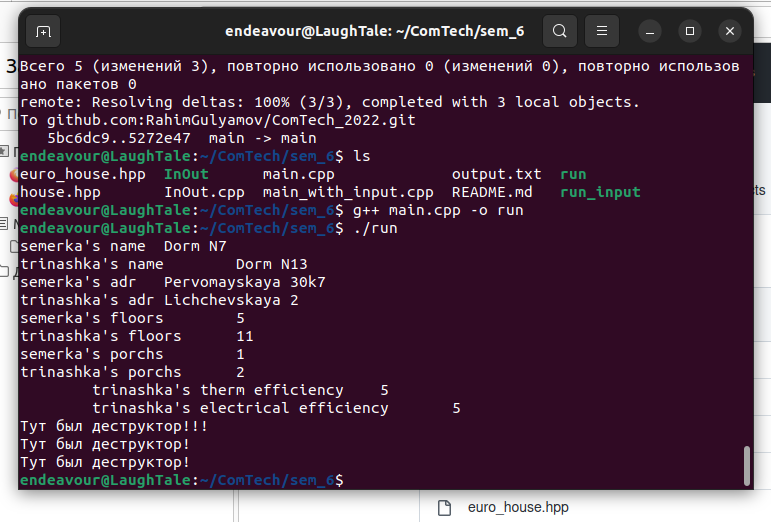 endeavour@LaughTale: ~/ComTech/sem_6
Всего 5 (изменений 3), повторно использовано 0 (изменений 0), повторно использов
ано пакетов 0
remote: Resolving deltas: 100% (3/3), completed with 3 local objects.
To github.com:RahimGulyamov/ComTech_2022.git
5bc6dc9..5272e47  main -> main
endeavour@LaughTale:~/ComTech/sem_6$ ls
euro_house.hpp  InOut      main.cpp             output.txt  run
house.hpp       InOut.cpp  main_with_input.cpp  README.md   run_input
endeavour@LaughTale:~/ComTech/sem_6$ g++ main.cpp -o run
endeavour@LaughTale:~/ComTech/sem_6$ ./run
semerka's name  Dorm N7
trinashka's name        Dorm N13
semerka's adr   Pervomayskaya 30k7
trinashka's adr Lichchevskaya 2
semerka's floors        5
trinashka's floors      11
semerka's porchs        1
trinashka's porchs      2
trinashka's therm efficiency    5
trinashka's electrical efficiency       5
Тут был деструктор!!!
Тут был деструктор!
Тут был деструктор!
endeavour@LaughTale:~/ComTech/sem_6$
euro_house.hpp